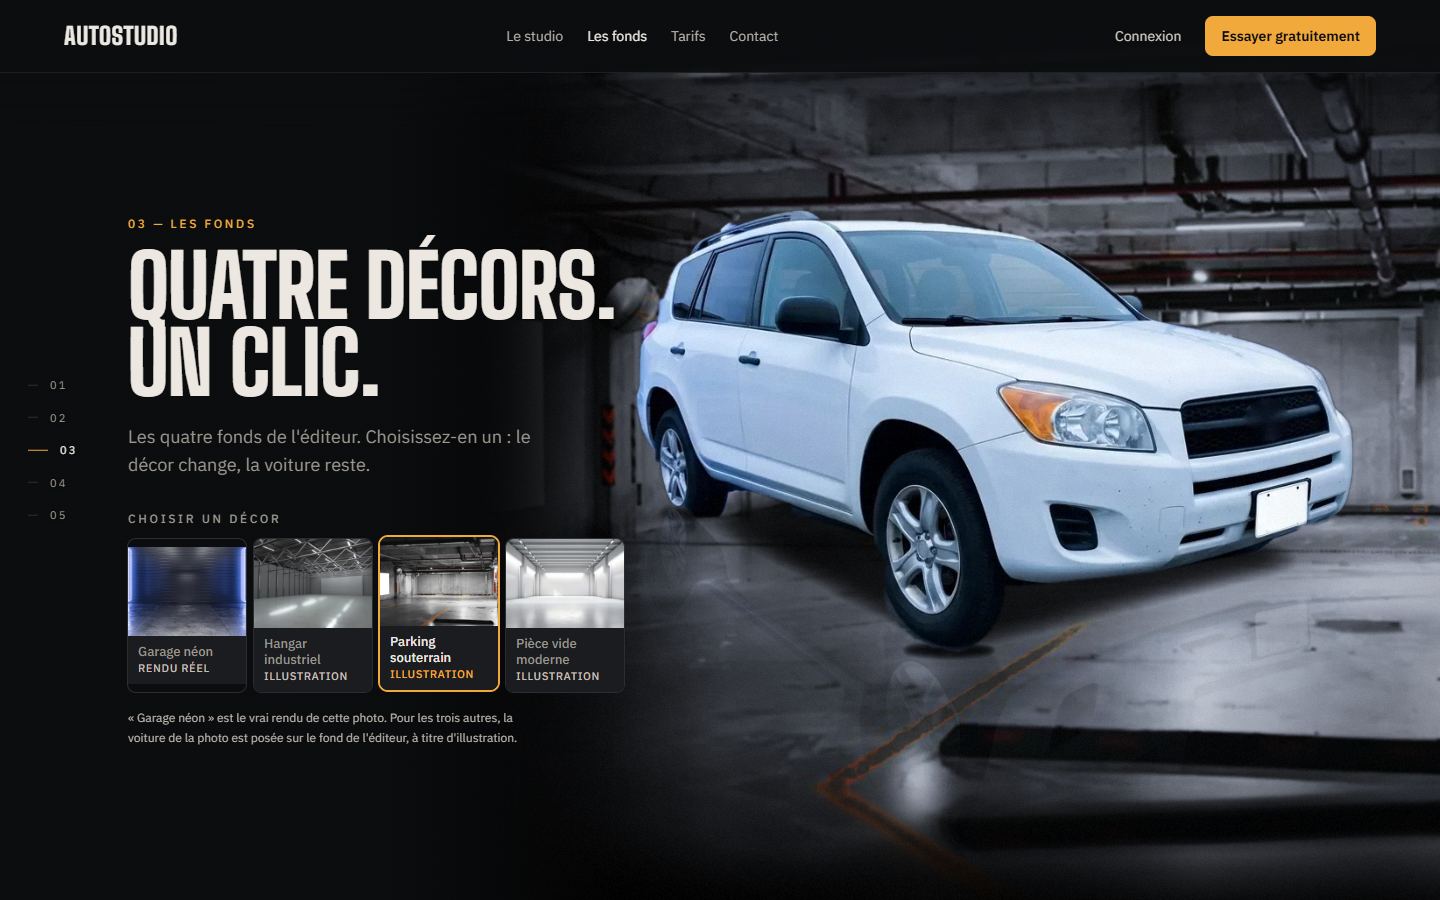 AUTOSTUDIO
Le studio
Les fonds
Tarifs
Contact
Connexion
Essayer gratuitement
03 — LES FONDS
QUATRE DÉCORS.
UN CLIC.
Les quatre fonds de l'éditeur. Choisissez-en un : le
décor change, la voiture reste.
01
02
03
04
05
CHOISIR UN DÉCOR
Garage néon
RENDU RÉEL
Hangar
industriel
ILLUSTRATION
Parking
souterrain
ILLUSTRATION
Pièce vide
moderne
ILLUSTRATION
« Garage néon » est le vrai rendu de cette photo. Pour les trois autres, la
voiture de la photo est posée sur le fond de l'éditeur, à titre d'illustration.